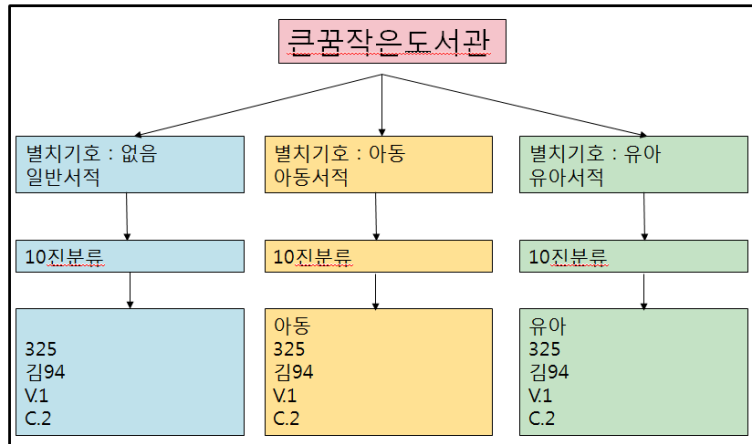 큰꿈작은도서관
별치기호 : 없음
일반서적
별치기호 : 아동
아동서적
별치기호 : 유아
유아서적
10진분류
10진분류
10진분류
325
김94
V.1
C.2
아동
325
김94
V.1
C.2
유아
325
김94
V.1
C.2